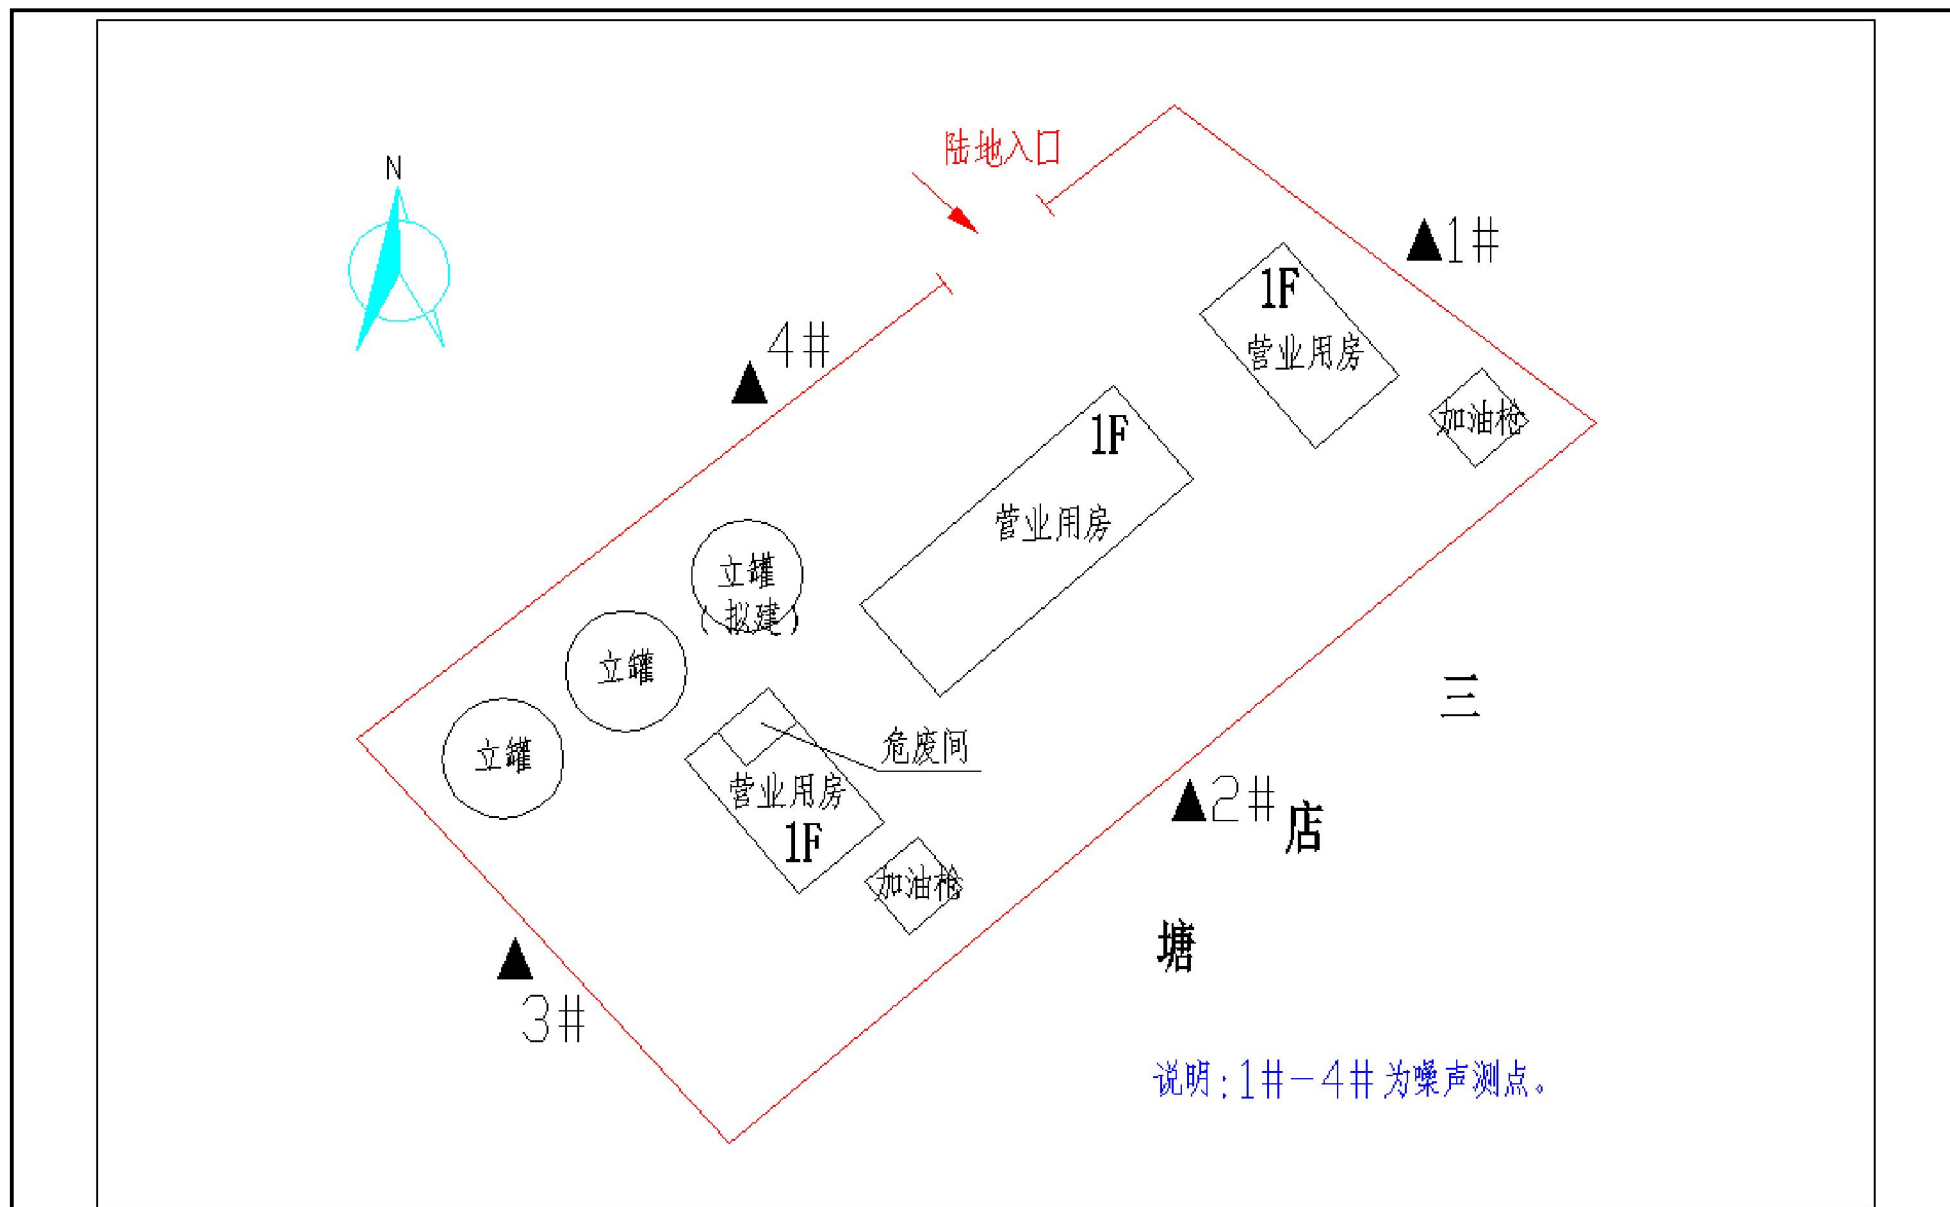 陆地入口
N
1#
1F
营业用房
4#
加油枪
1F
营业用房
立罐
(拟建)
立罐
三
立罐
危废间
营业用房
1F
2#
店
加油枪
塘
3#
说明:1#-4#为噪声测点。